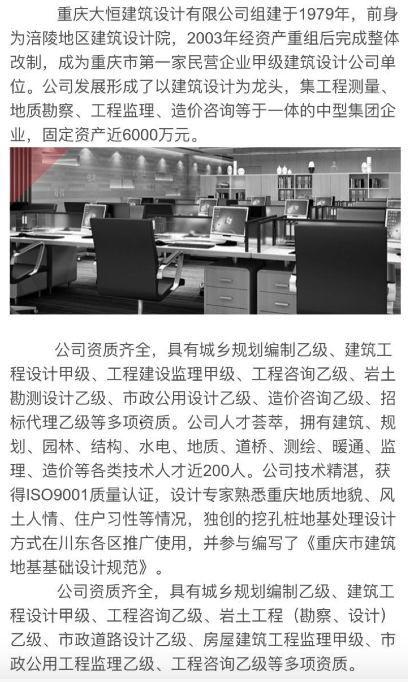 重庆大恒建筑设计有限公司组建于1979年，前身
为涪陵地区建筑设计院，2003年经资产重组后完成整体
改制，成为重庆市第一家民营企业甲级建筑设计公司单
位。公司发展形成了以建筑设计为龙头，集工程测量、
地质勘察、工程监理、造价咨询等于一体的中型集团企
业，固定资产近6000万元。
公司资质齐全，具有城乡规划编制乙级、建筑工
程设计甲级、工程建设监理甲级、工程咨询乙级、岩土
勘测设计乙级、市政公用设计乙级、造价咨询乙级、招
标代理乙级等多项资质。公司人才荟萃，拥有建筑、规
划、园林、结构、水电、地质、道桥、测绘、暖通、监
理、造价等各类技术人才近200人。公司技术精湛，获
得ISO9001质量认证，设计专家熟悉重庆地质地貌、风
土人情、住户习性等情况，独创的挖孔桩地基处理设计
方式在川东各区推广使用，并参与编写了《重庆市建筑
地基基础设计规范》。
公司资质齐全，具有城乡规划编制乙级、建筑工
程设计甲级、工程咨询乙级、岩土工程（勘察、设计）
乙级、市政道路设计乙级、房屋建筑工程监理甲级、市
政公用工程监理乙级、工程咨询乙级等多项资质。